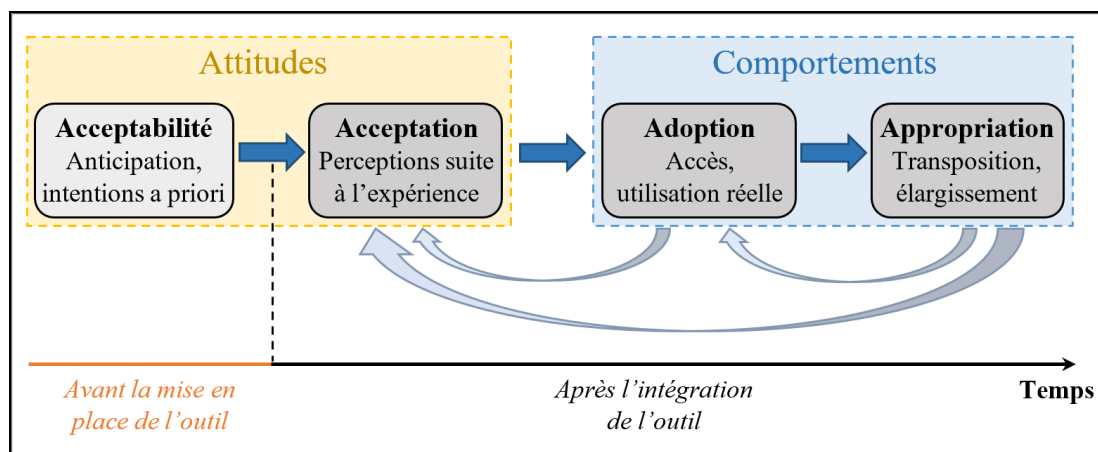 Attitudes
Comportements
Acceptabilité
Anticipation,
intentions a priori
Acceptation
Perceptions suite
à l’expérience
Adoption
Accès,
utilisation réelle
Appropriation
Transposition,
élargissement
Avant la mise en
place de l’outil
Après l’intégration
de l’outil
Temps